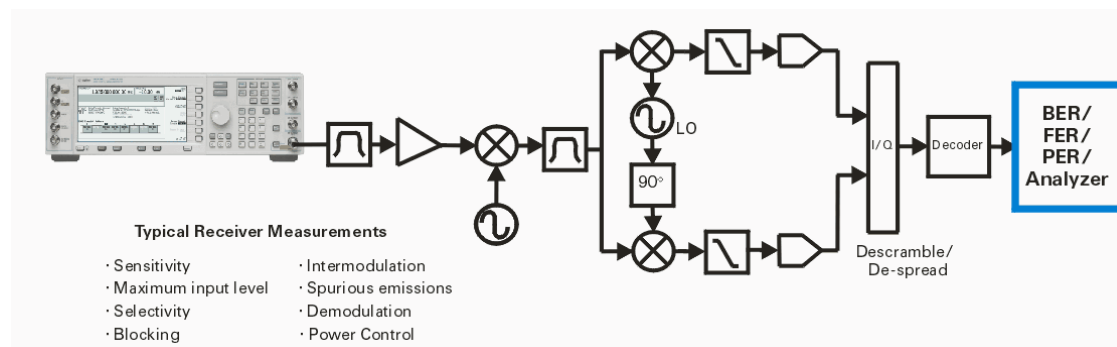 LO
90°
I/Q
Decoder
BER/
FER/
PER/
Analyzer
Descramble/
De-spread
Typical Receiver Measurements
· Sensitivity
· Maximum input level
· Selectivity
· Blocking
· Intermodulation
· Spurious emissions
· Demodulation
· Power Control